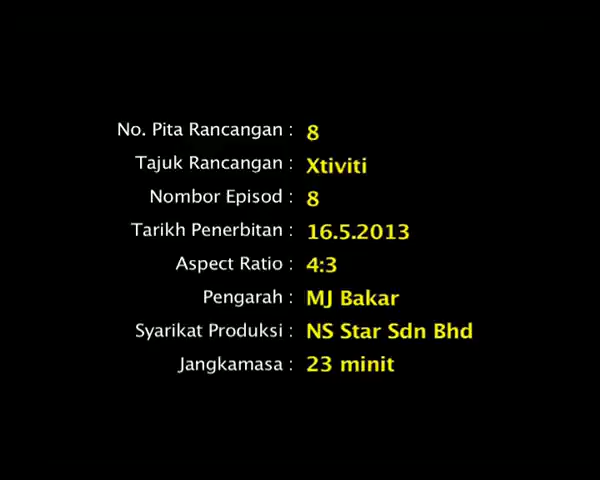 No. Pita Rancangan : 8
Tajuk Rancangan : Xtiviti
Nombor Episod : 8
Tarikh Penerbitan : 16.5.2013
Aspect Ratio : 4:3
Pengarah : MJ Bakar
Syarikat Produksi : NS Star Sdn Bhd
Jangkamasa : 23 minit